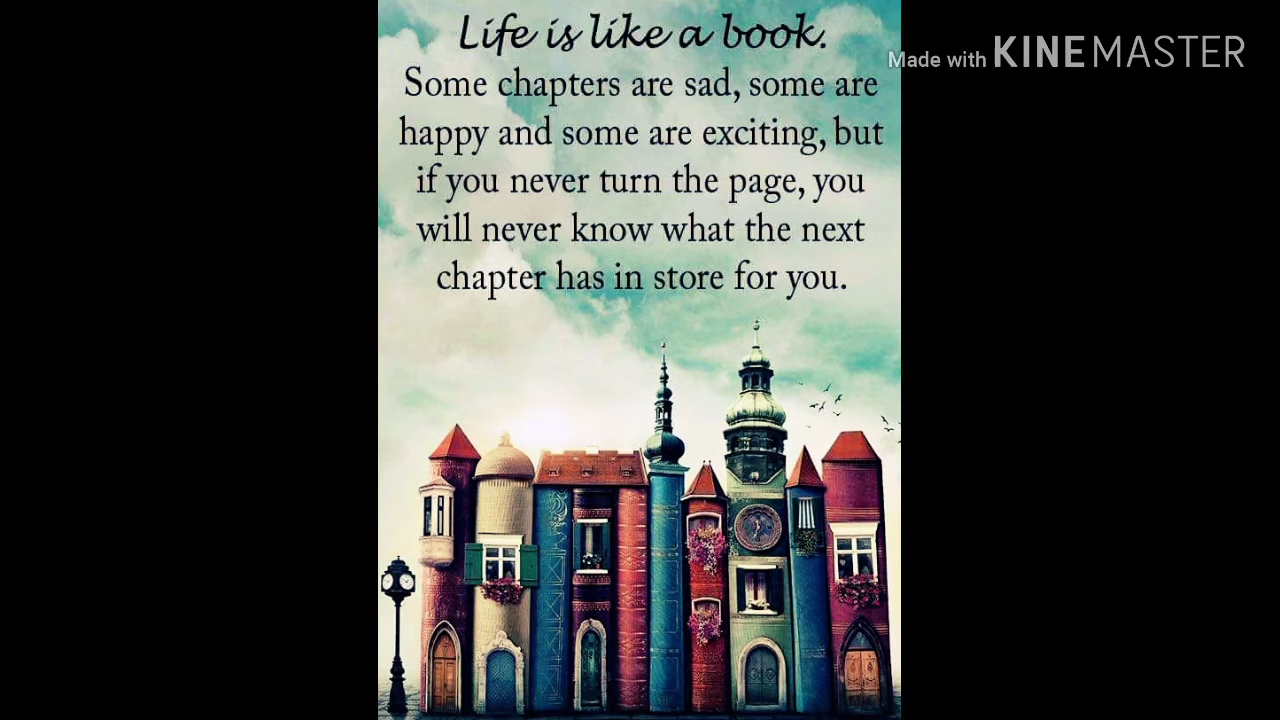 Life is like a book.
Some chapters are sad, some are
happy and some are exciting, but
if you never turn the page, you
will never know what the next
chapter has in store for you.
Made with KINEMASTER